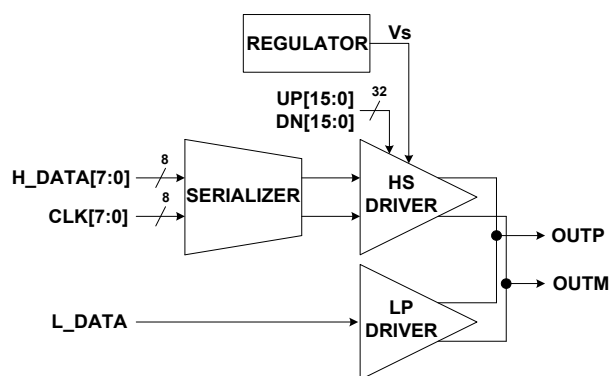 REGULATOR
Vs
UP[15:0]
DN[15:0]
32
H_DATA[7:0]
8
CLK[7:0]
8
SERIALIZER
HS
DRIVER
OUTP
OUTM
L_DATA
LP
DRIVER